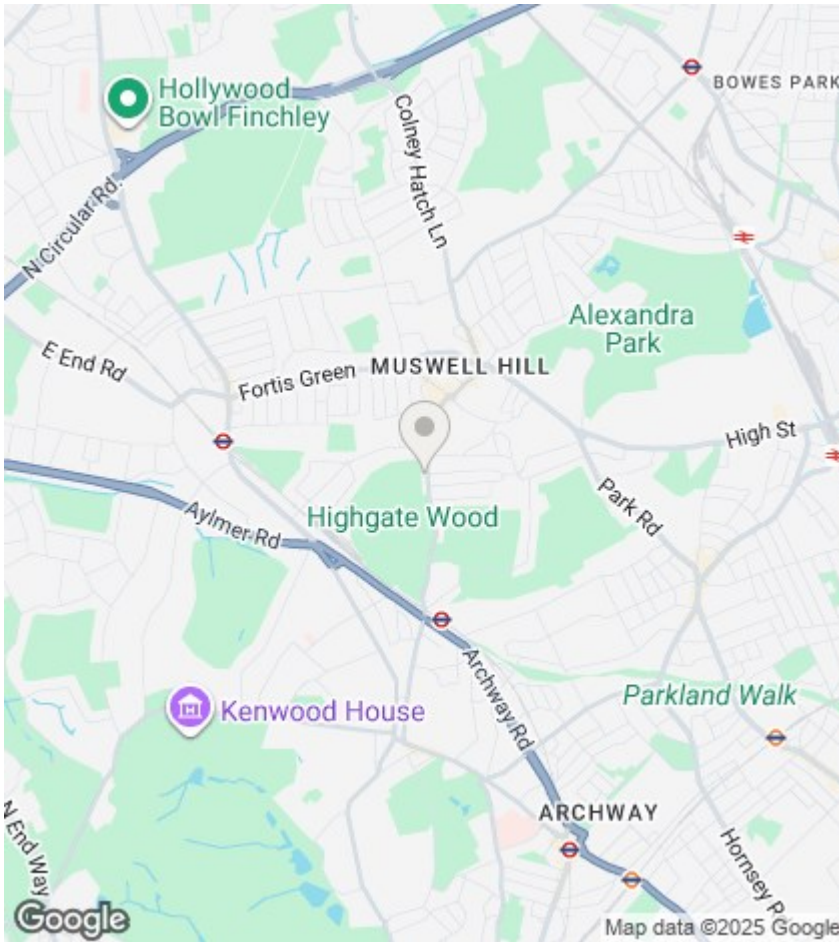 Hollywood
Bowl Finchley
BOWES PARK
Colney Hatch Ln
N Circular Rd.
Alexandra
Park
E End Rd
Fortis Green
MUSWELL HILL
High St
Park Rd
Highgate Wood
Aylmer Rd
Archway Rd
Parkland Walk
Kenwood House
ARCHWAY
N End Way
Hornsey R
Google
Map data ©2025 Google